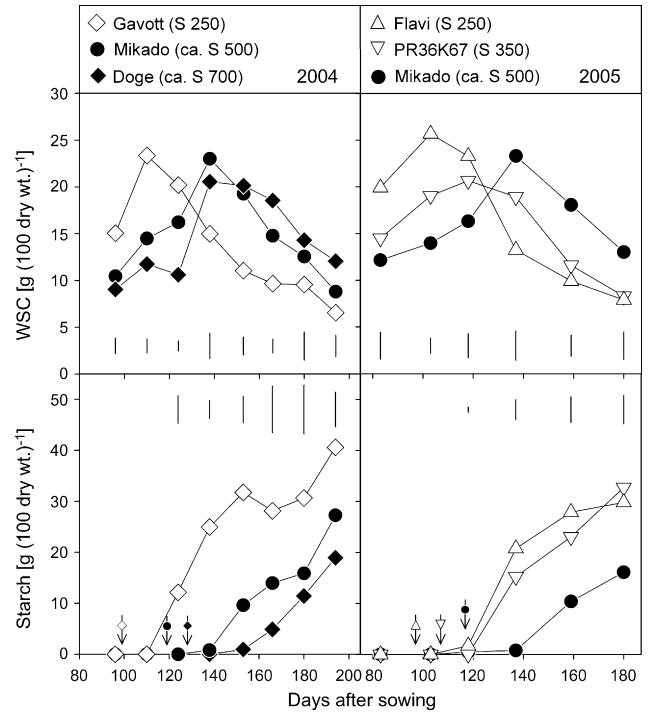 Gavott (S 250)
Mikado (ca. S 500)
Doge (ca. S 700) 2004
Flavi (S 250)
PR36K67 (S 350)
Mikado (ca. S 500) 2005
WSC [g (100 dry wt.)⁻¹]
30
25
20
15
10
5
0
Starch [g (100 dry wt.)⁻¹]
50
40
30
20
10
0
80 100 120 140 160 180 200 80 100 120 140 160 180
Days after sowing